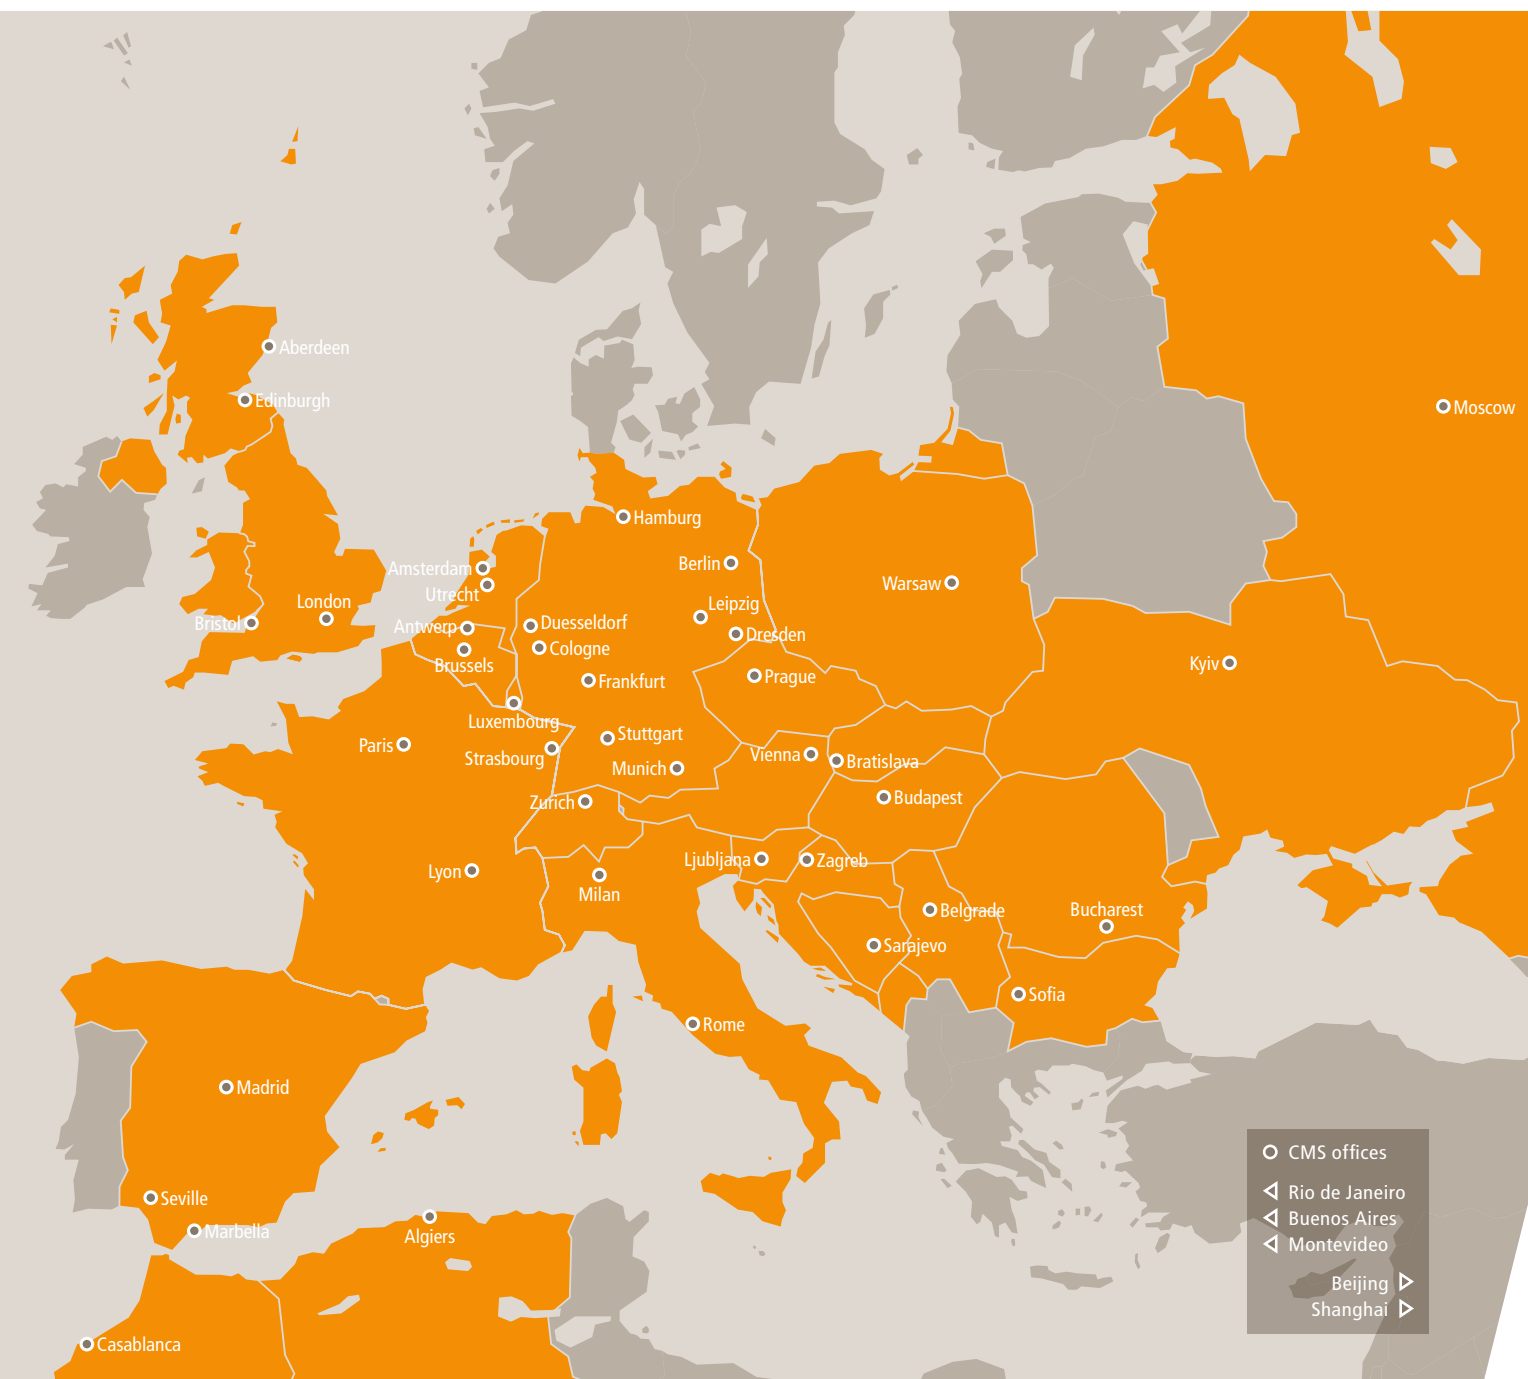 Aberdeen
Edinburgh
Moscow
Hamburg
Berlin
Amsterdam
Warsaw
Utrecht
London
Leipzig
Bristol
Antwerp
Duesseldorf
Dresden
Cologne
Brussels
Kyiv
Frankfurt
Prague
Luxembourg
Stuttgart
Paris
Strasbourg
Vienna
Bratislava
Munich
Zurich
Budapest
Ljubljana
Zagreb
Lyon
Milan
Belgrade
Bucharest
Sarajevo
Sofia
Rome
Madrid
Seville
Marbella
Algiers
Casablanca
CMS offices
Rio de Janeiro
Buenos Aires
Montevideo
Beijing
Shanghai